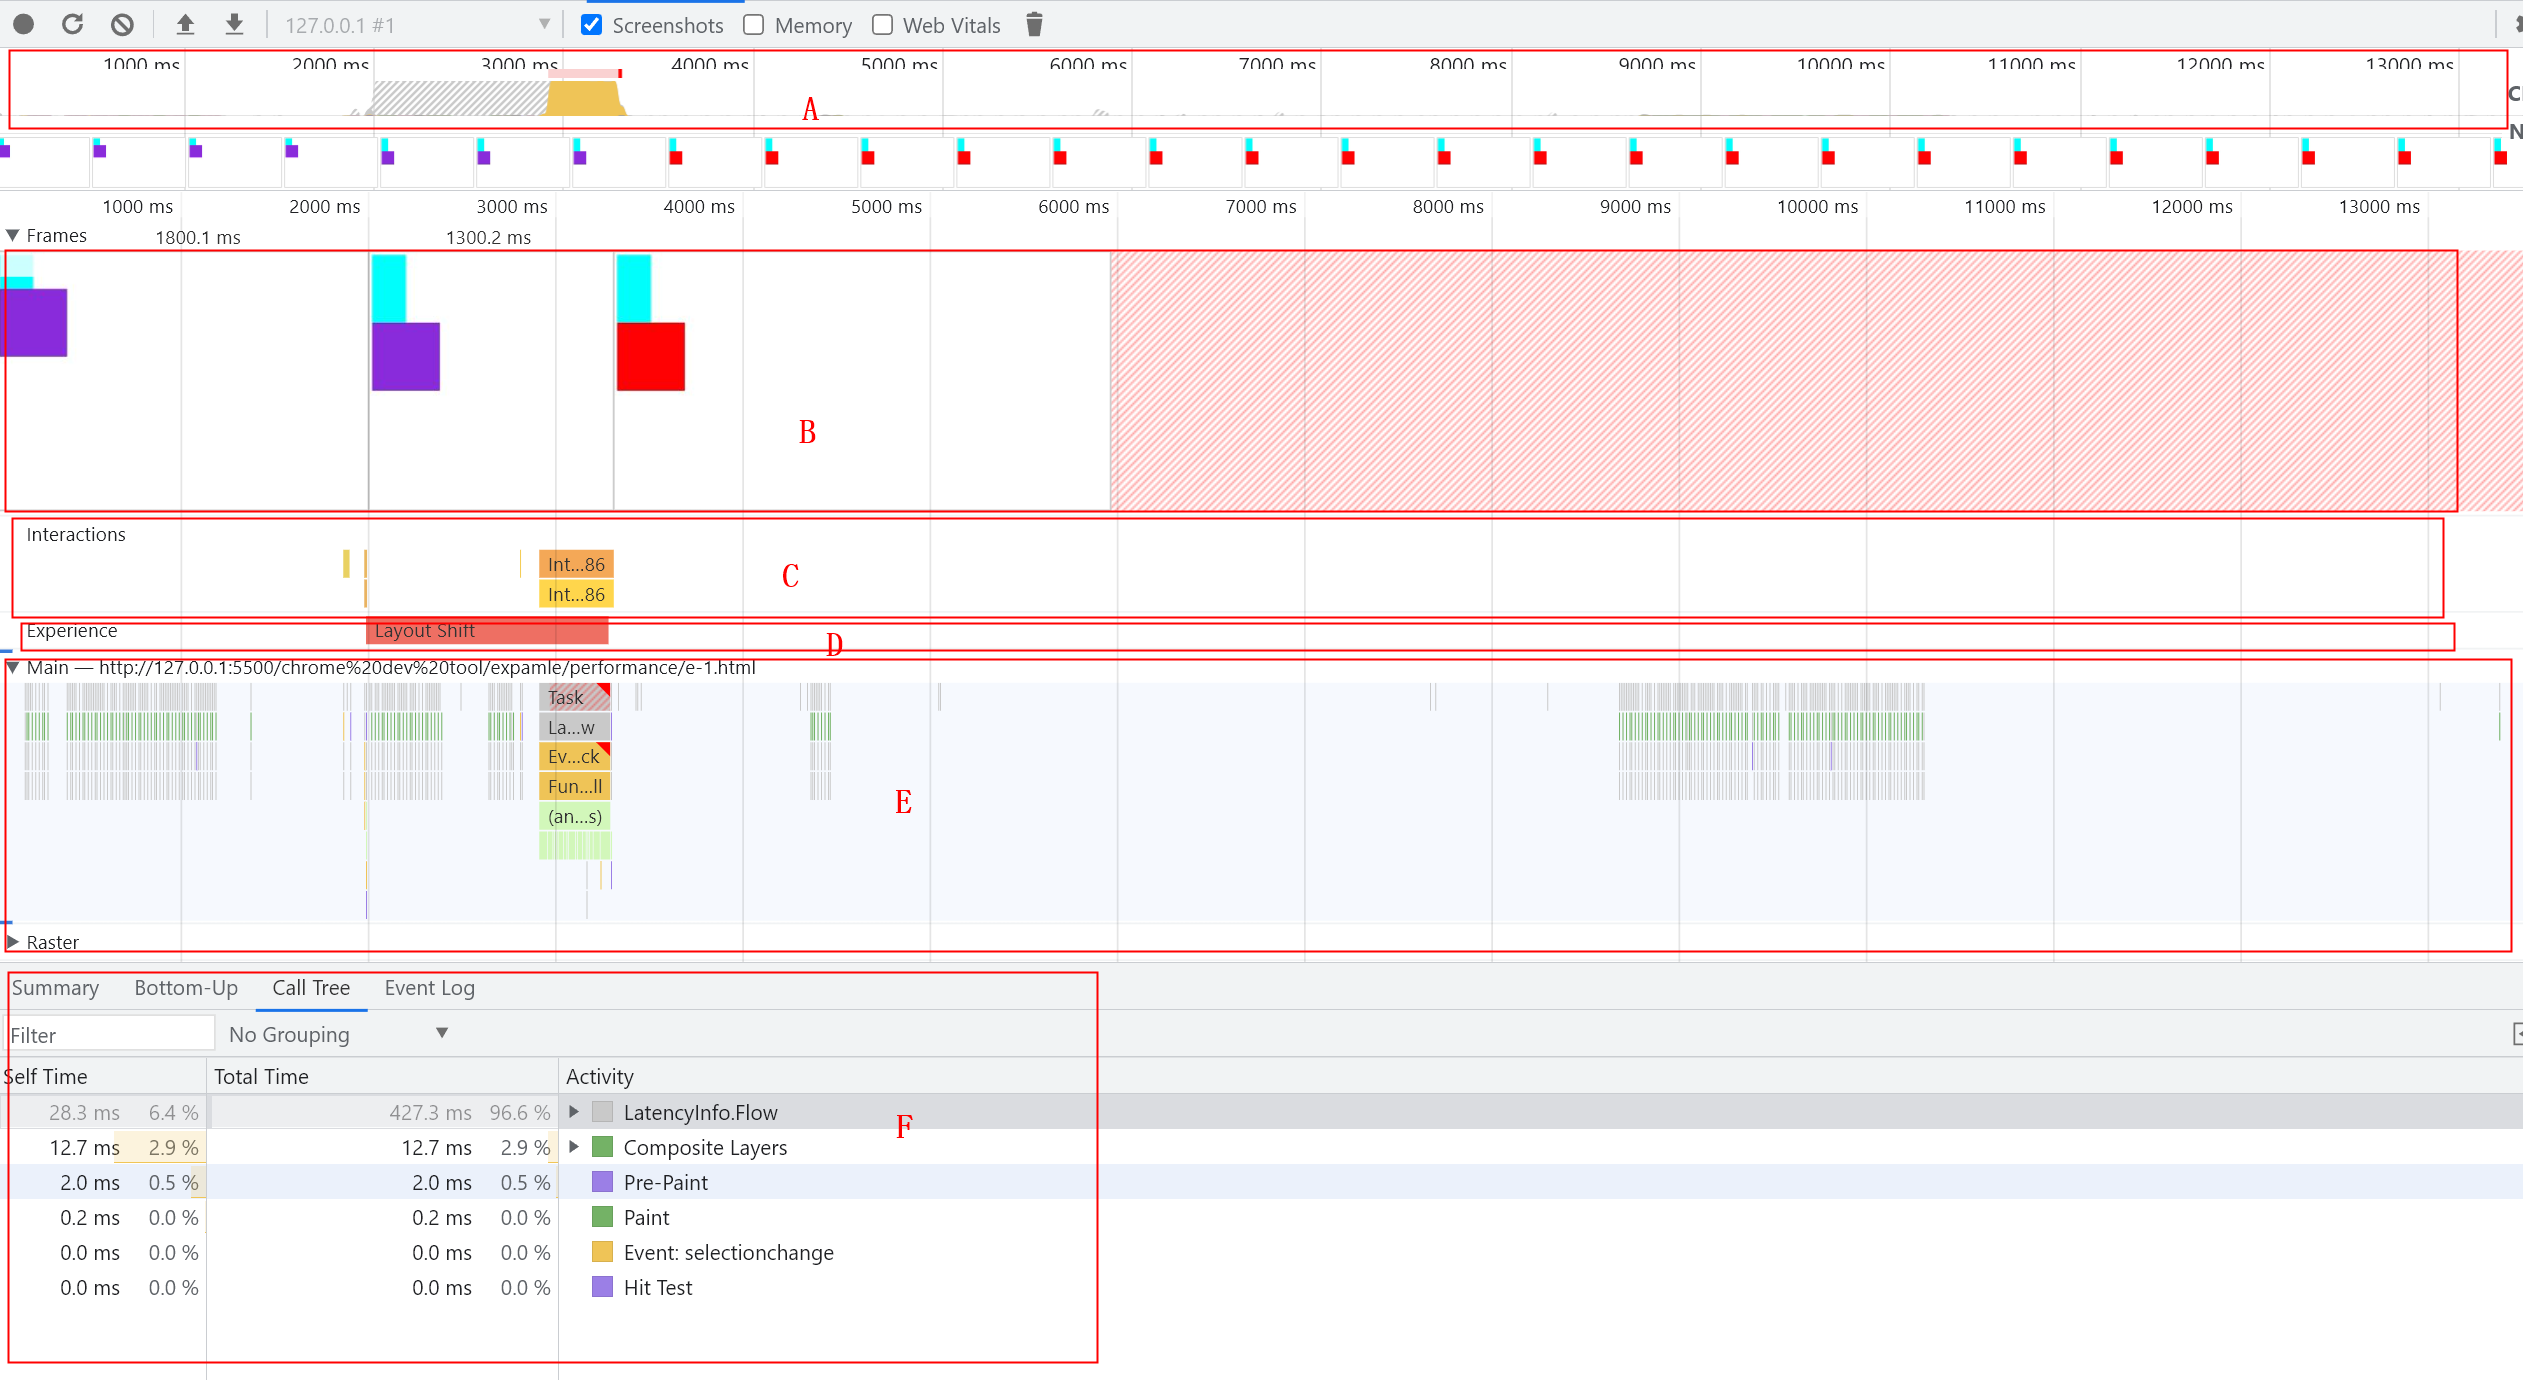 127.0.0.1 #1 Screenshots Memory Web Vitals
1000 ms 2000 ms 3000 ms 4000 ms 5000 ms 6000 ms 7000 ms 8000 ms 9000 ms 10000 ms 11000 ms 12000 ms 13000 ms
A
N
1000 ms 2000 ms 3000 ms 4000 ms 5000 ms 6000 ms 7000 ms 8000 ms 9000 ms 10000 ms 11000 ms 12000 ms 13000 ms
Frames 1800.1 ms 1300.2 ms
B
Interactions
Int...86
C
Int...86
Experience Layout Shift
D
Main — http://127.0.0.1:5500/chrome%20dev%20tool/expamle/performance/e-1.html
Task
La...w
Ev...ck
Fun...ll
E
(an...s)
Raster
Summary Bottom-Up Call Tree Event Log
Filter No Grouping
Self Time Total Time Activity
28.3 ms 6.4 % 427.3 ms 96.6 % LatencyInfo.Flow
F
12.7 ms 2.9 % 12.7 ms 2.9 % Composite Layers
2.0 ms 0.5 % 2.0 ms 0.5 % Pre-Paint
0.2 ms 0.0 % 0.2 ms 0.0 % Paint
0.0 ms 0.0 % 0.0 ms 0.0 % Event: selectionchange
0.0 ms 0.0 % 0.0 ms 0.0 % Hit Test